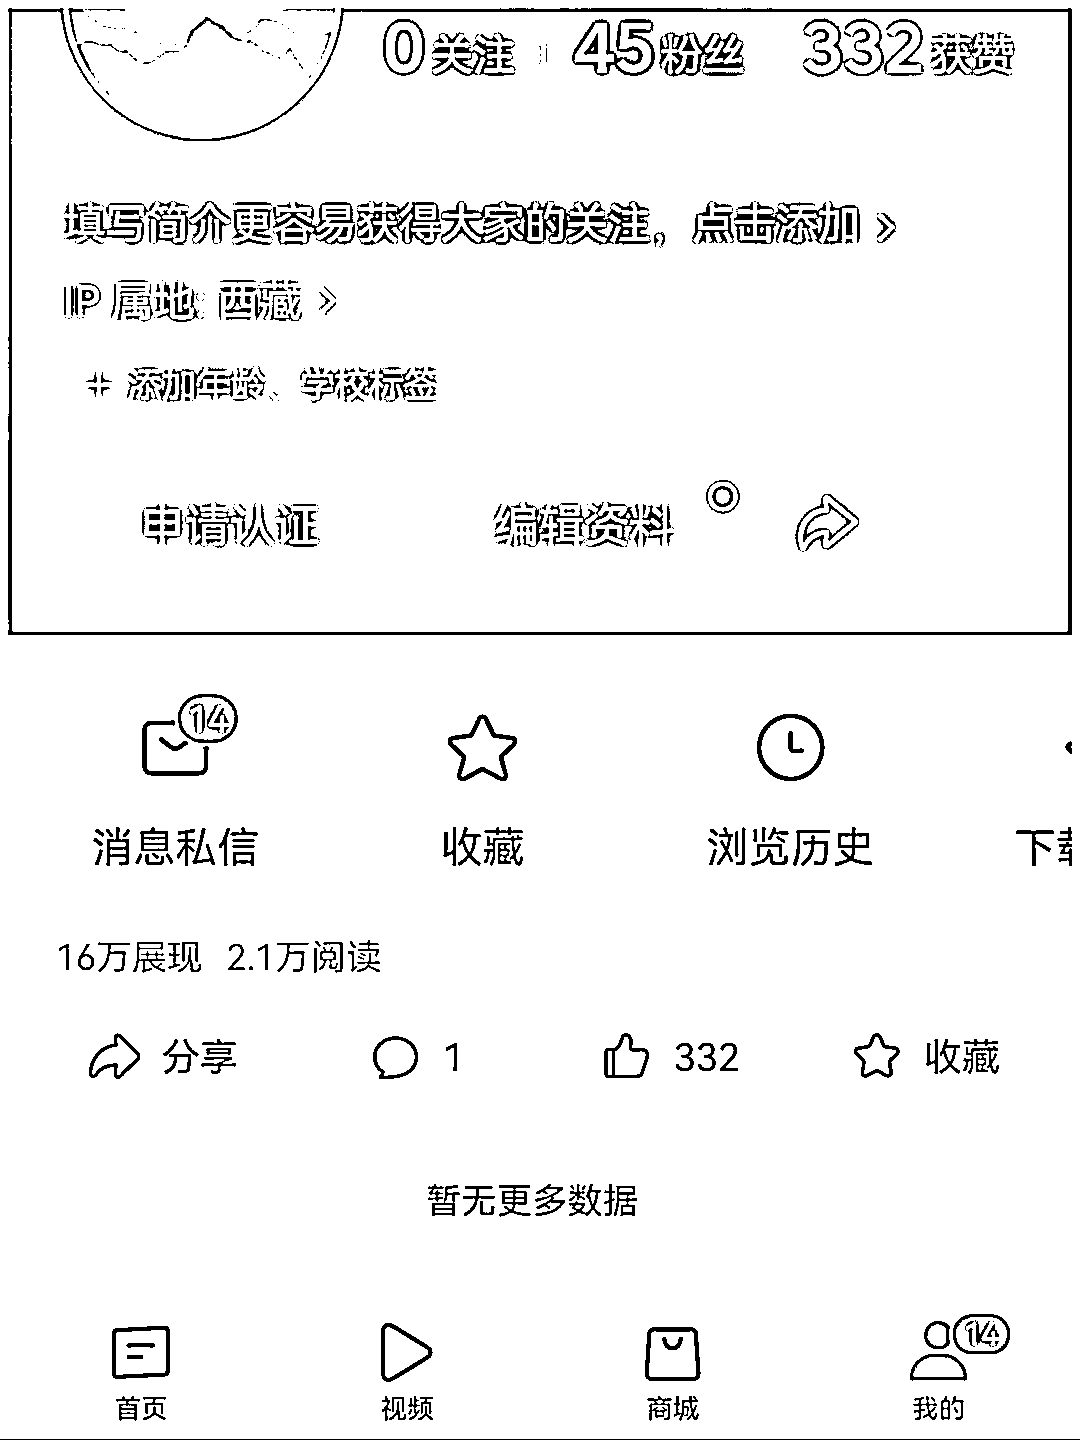 0关注 45粉丝 332获赞
填写简介更容易获得大家的关注，点击添加 >
IP 属地: 西藏 >
+ 添加年龄、学校标签
申请认证 编辑资料
14
消息私信 收藏 浏览历史 下载
16万展现 2.1万阅读
分享 1 332 收藏
暂无更多数据
14
首页 视频 商城 我的